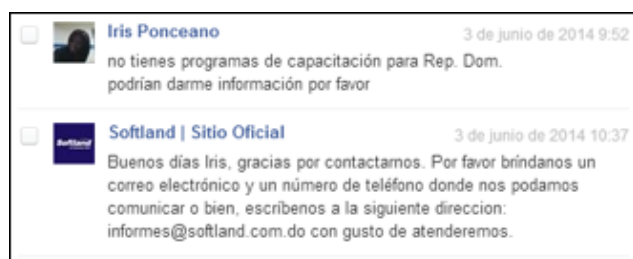 Iris Ponceano
3 de junio de 2014 9:52
no tienes programas de capacitación para Rep. Dom.
podrían darme información por favor
Softland
Softland | Sitio Oficial
3 de junio de 2014 10:37
Buenos días Iris, gracias por contactarnos. Por favor bríndanos un
correo electrónico y un número de teléfono donde nos podamos
comunicar o bien, escríbenos a la siguiente direccion:
informes@softland.com.do con gusto de atenderemos.